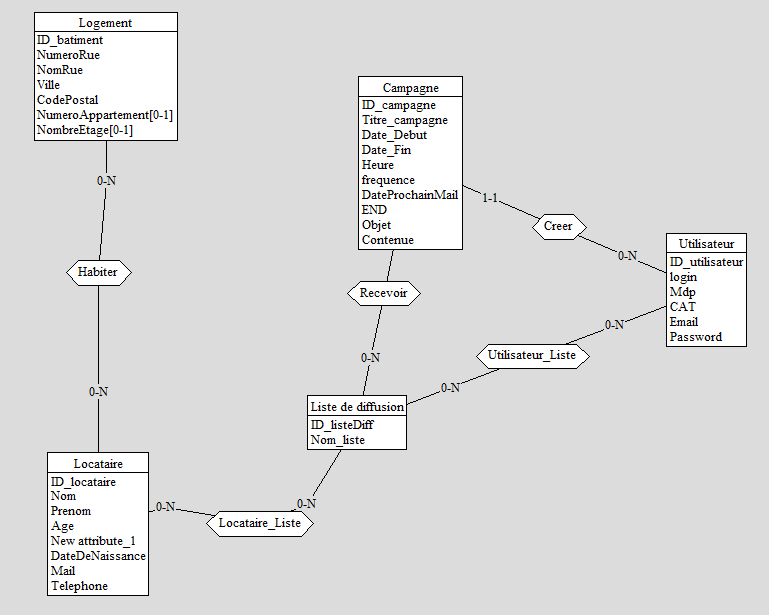 Logement
ID_batiment
NumeroRue
NomRue
Ville
CodePostal
NumeroAppartement[0-1]
NombreEtage[0-1]
0-N
Habiter
0-N
Locataire
ID_locataire
Nom
Prenom
Age
New attribute_1
DateDeNaissance
Mail
Telephone
0-N
Locataire_Liste
0-N
Campagne
ID_campagne
Titre_campagne
Date_Debut
Date_Fin
Heure
frequence
DateProchainMail
END
Objet
Contenue
Recevoir
0-N
Liste de diffusion
ID_listeDiff
Nom_liste
1-1
Creer
0-N
Utilisateur
ID_utilisateur
login
Mdp
CAT
Email
Password
0-N
Utilisateur_Liste
0-N